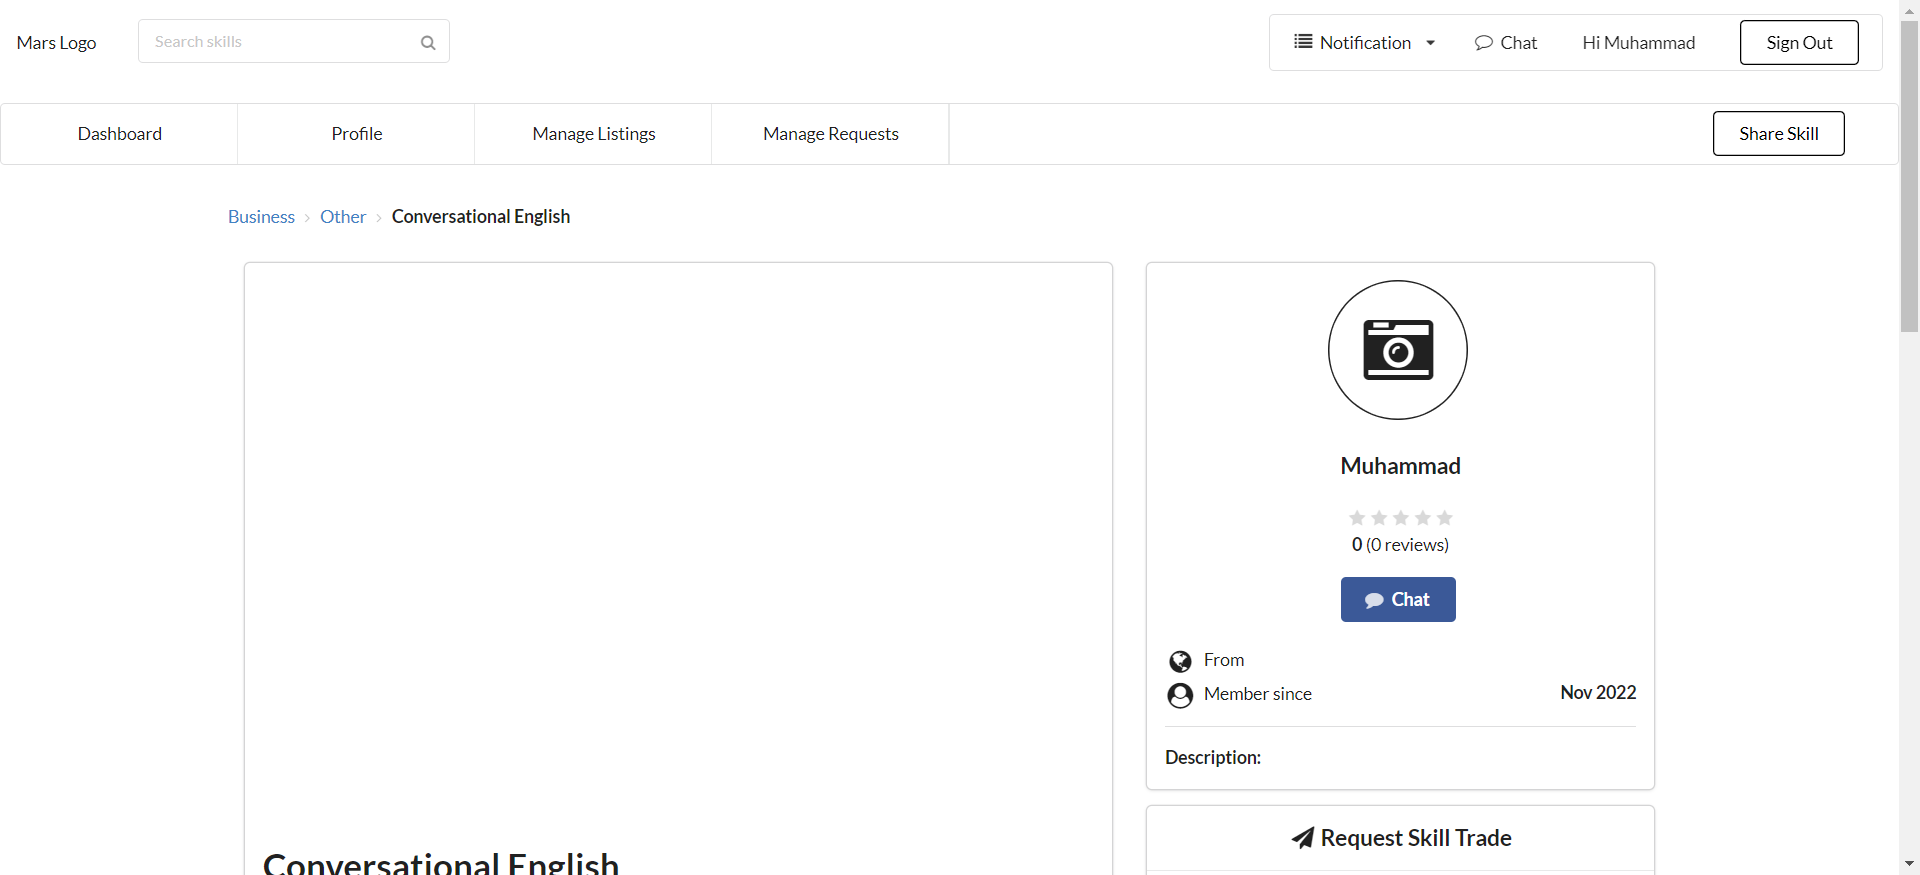 Mars Logo
Search skills
Notification
Chat
Hi Muhammad
Sign Out
Dashboard
Profile
Manage Listings
Manage Requests
Share Skill
Business
Other
Conversational English
Muhammad
0 (0 reviews)
Chat
From
Member since
Nov 2022
Description:
Request Skill Trade
Conversational English